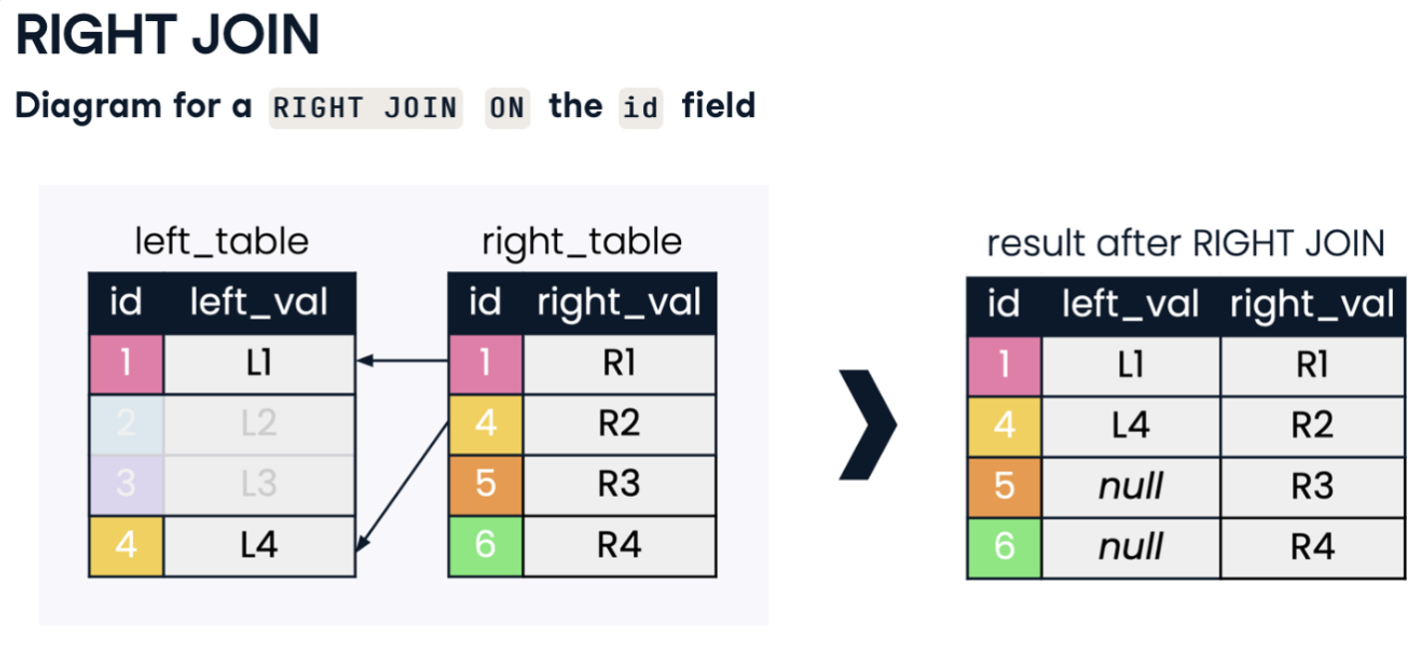 RIGHT JOIN
Diagram for a RIGHT JOIN ON the id field
left_table
id left_val
1 L1
2 L2
3 L3
4 L4
right_table
id right_val
1 R1
4 R2
5 R3
6 R4
result after RIGHT JOIN
id left_val right_val
1 L1 R1
4 L4 R2
5 null R3
6 null R4